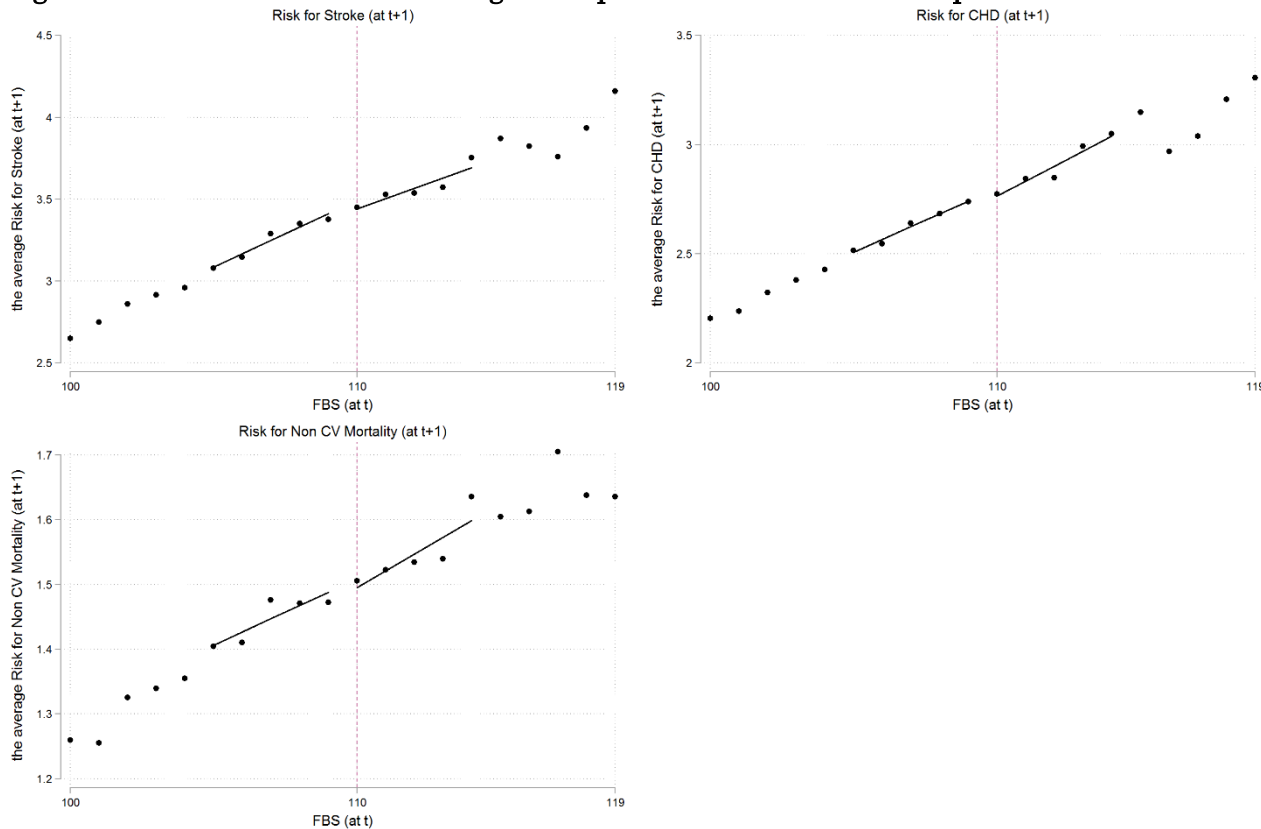 Risk for Stroke (at t+1)
the average Risk for Stroke (at t+1)
4.5
4
3.5
3
2.5
100
110
119
FBS (at t)
Risk for CHD (at t+1)
the average Risk for CHD (at t+1)
3.5
3
2.5
2
100
110
119
FBS (at t)
Risk for Non CV Mortality (at t+1)
the average Risk for Non CV Mortality (at t+1)
1.7
1.6
1.5
1.4
1.3
1.2
100
110
119
FBS (at t)